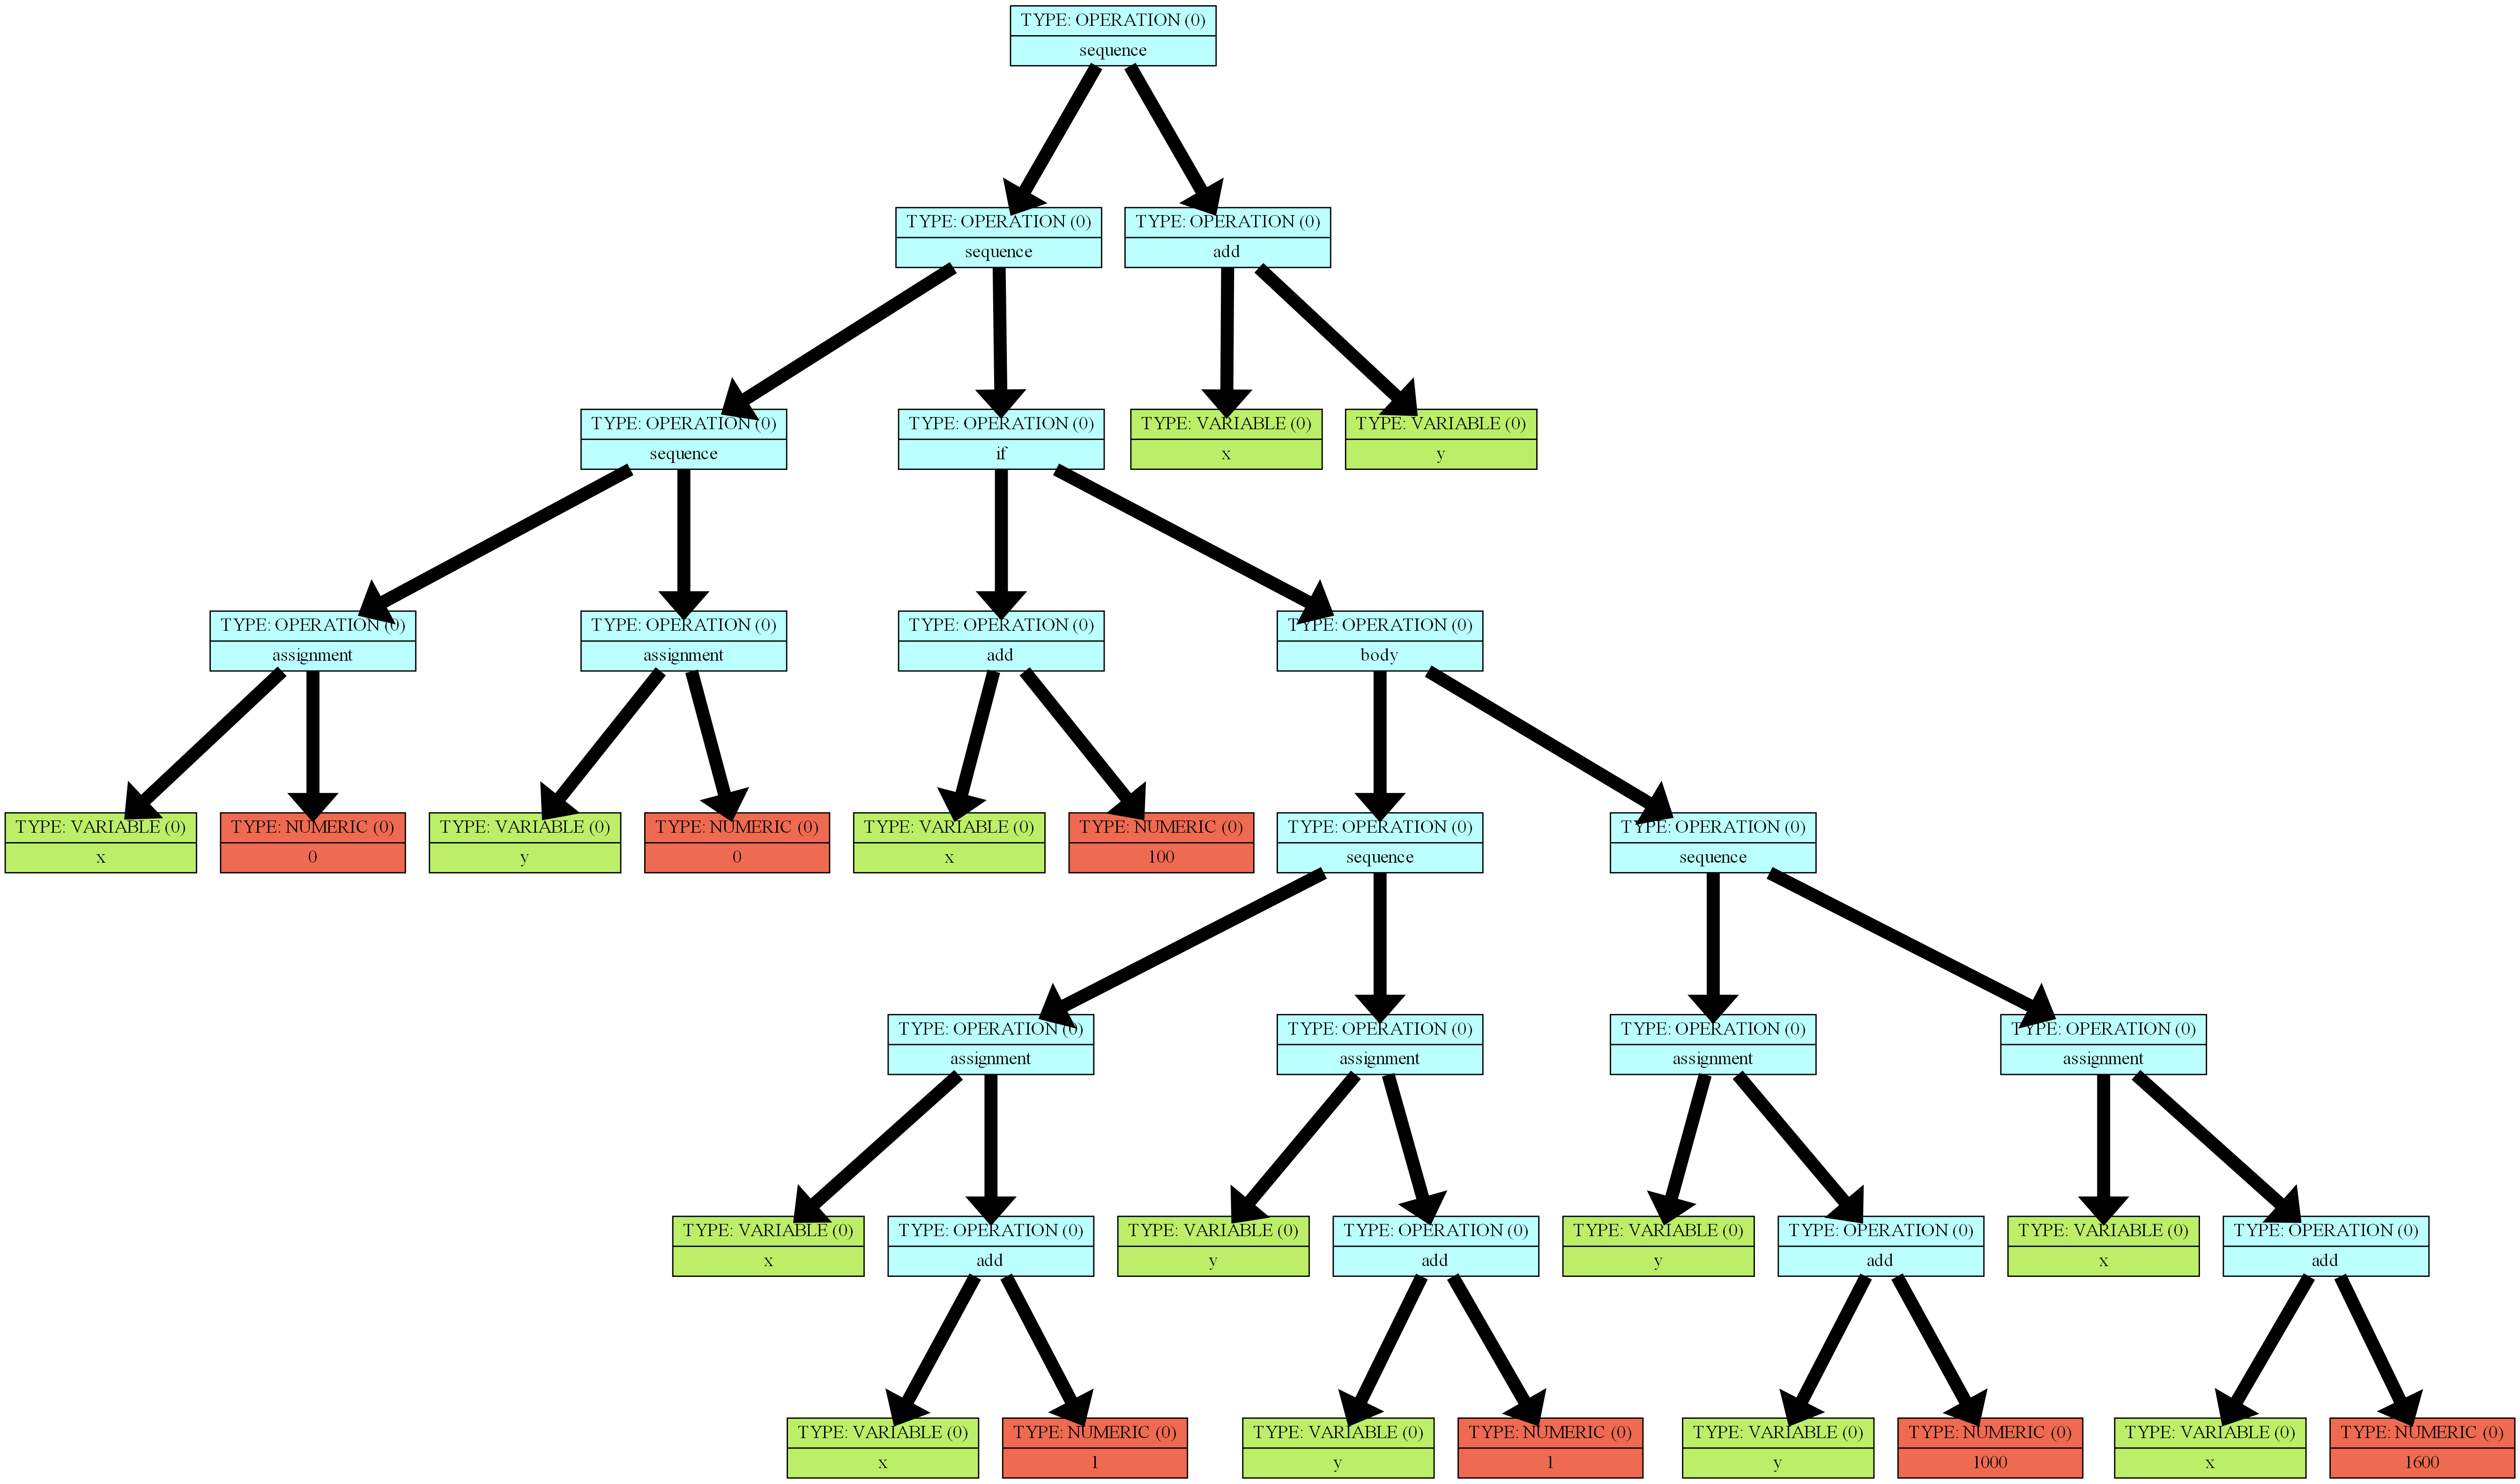 TYPE: OPERATION (0)
sequence
TYPE: OPERATION (0)
sequence
TYPE: OPERATION (0)
add
TYPE: OPERATION (0)
sequence
TYPE: OPERATION (0)
if
TYPE: VARIABLE (0)
x
TYPE: VARIABLE (0)
y
TYPE: OPERATION (0)
assignment
TYPE: OPERATION (0)
assignment
TYPE: OPERATION (0)
add
TYPE: OPERATION (0)
body
TYPE: VARIABLE (0)
x
TYPE: NUMERIC (0)
0
TYPE: VARIABLE (0)
y
TYPE: NUMERIC (0)
0
TYPE: VARIABLE (0)
x
TYPE: NUMERIC (0)
100
TYPE: OPERATION (0)
sequence
TYPE: OPERATION (0)
sequence
TYPE: OPERATION (0)
assignment
TYPE: OPERATION (0)
assignment
TYPE: OPERATION (0)
assignment
TYPE: OPERATION (0)
assignment
TYPE: VARIABLE (0)
x
TYPE: OPERATION (0)
add
TYPE: VARIABLE (0)
y
TYPE: OPERATION (0)
add
TYPE: VARIABLE (0)
y
TYPE: OPERATION (0)
add
TYPE: VARIABLE (0)
x
TYPE: OPERATION (0)
add
TYPE: VARIABLE (0)
x
TYPE: NUMERIC (0)
1
TYPE: VARIABLE (0)
y
TYPE: NUMERIC (0)
1
TYPE: VARIABLE (0)
y
TYPE: NUMERIC (0)
1000
TYPE: VARIABLE (0)
x
TYPE: NUMERIC (0)
1600